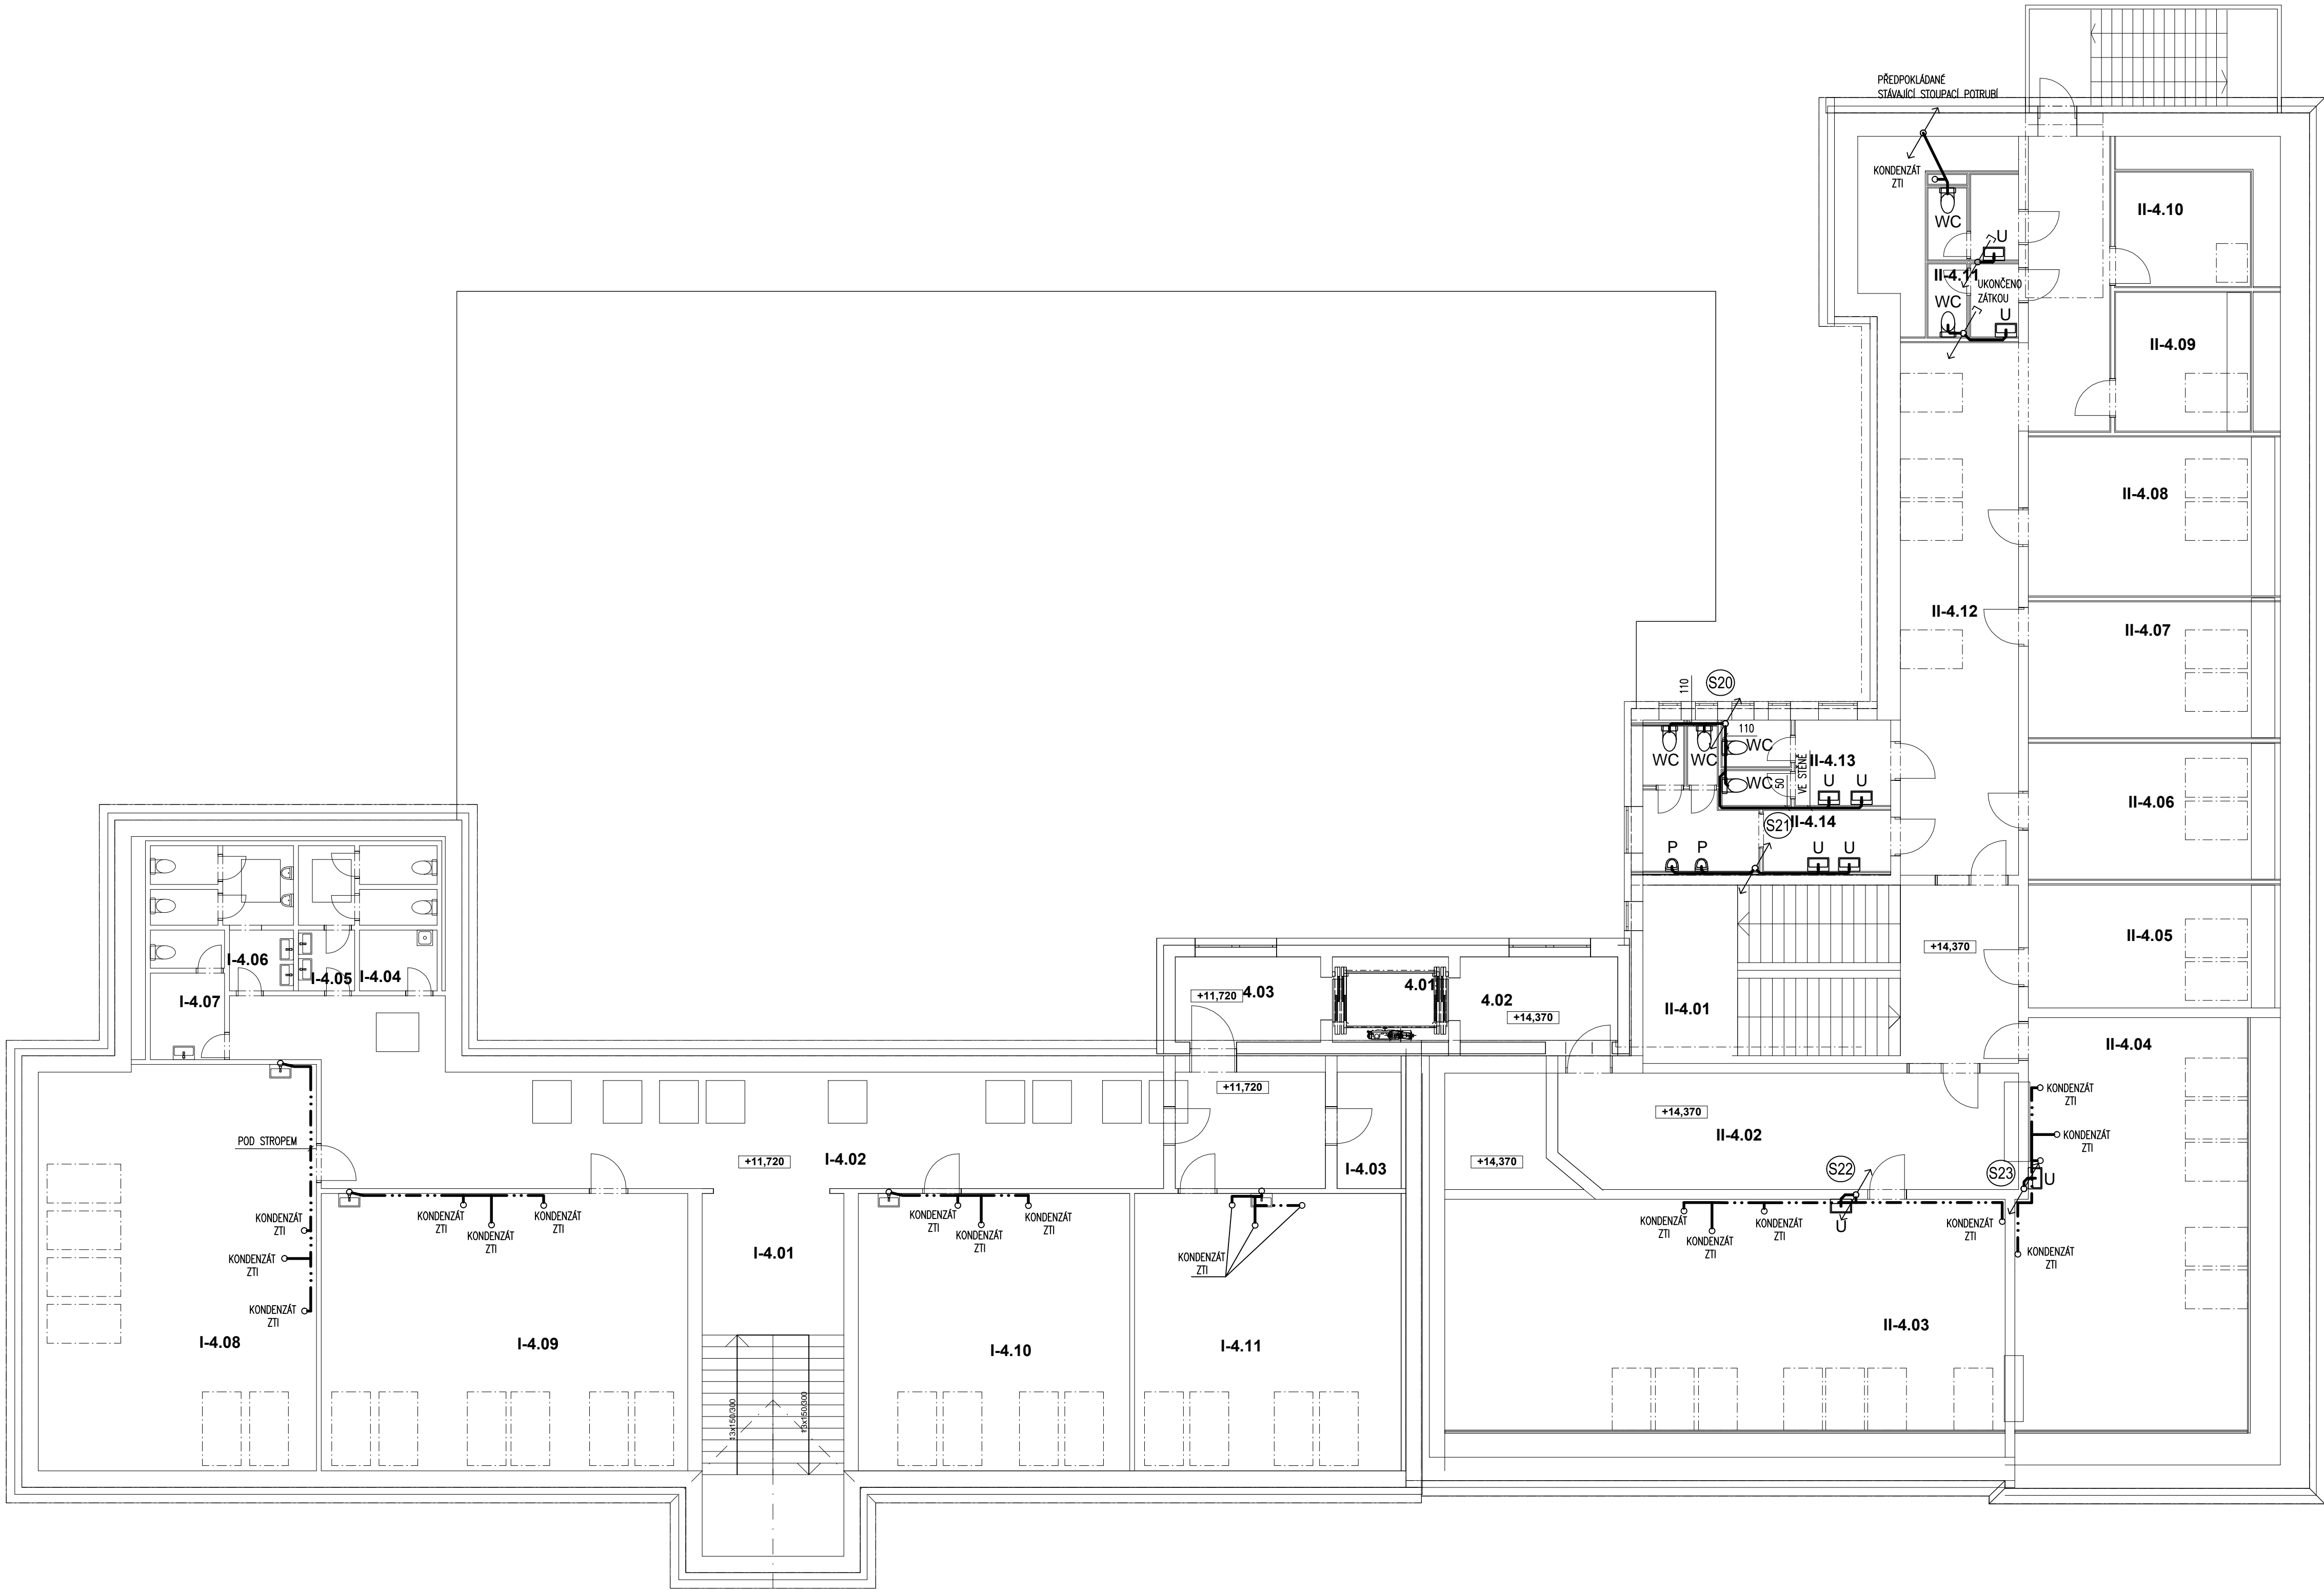 PŘEDPOKLÁDANÉ
STÁVAJÍCÍ STOUPACÍ POTRUBÍ
KONDENZÁT
ZTI
WC
U
II-4.10
II-4.11
UKONČENO
ZÁTKOU
WC
U
II-4.09
II-4.08
II-4.12
II-4.07
110
S20
110
WC
WC
WC
WC
50
VE STĚNĚ
II-4.13
U
U
II-4.06
S21
II-4.14
P
P
U
U
II-4.05
+14,370
I-4.06
I-4.05
I-4.04
I-4.07
+11,720
4.03
4.01
4.02
+14,370
II-4.01
II-4.04
+11,720
KONDENZÁT
ZTI
+14,370
II-4.02
KONDENZÁT
ZTI
POD STROPEM
+11,720
I-4.02
I-4.03
+14,370
S22
S23
U
KONDENZÁT
ZTI
KONDENZÁT
ZTI
KONDENZÁT
ZTI
KONDENZÁT
ZTI
KONDENZÁT
ZTI
KONDENZÁT
ZTI
KONDENZÁT
ZTI
KONDENZÁT
ZTI
KONDENZÁT
ZTI
KONDENZÁT
ZTI
KONDENZÁT
ZTI
U
KONDENZÁT
ZTI
KONDENZÁT
ZTI
KONDENZÁT
ZTI
I-4.01
KONDENZÁT
ZTI
I-4.08
I-4.09
I-4.10
I-4.11
II-4.03
13x150/300
13x150/300